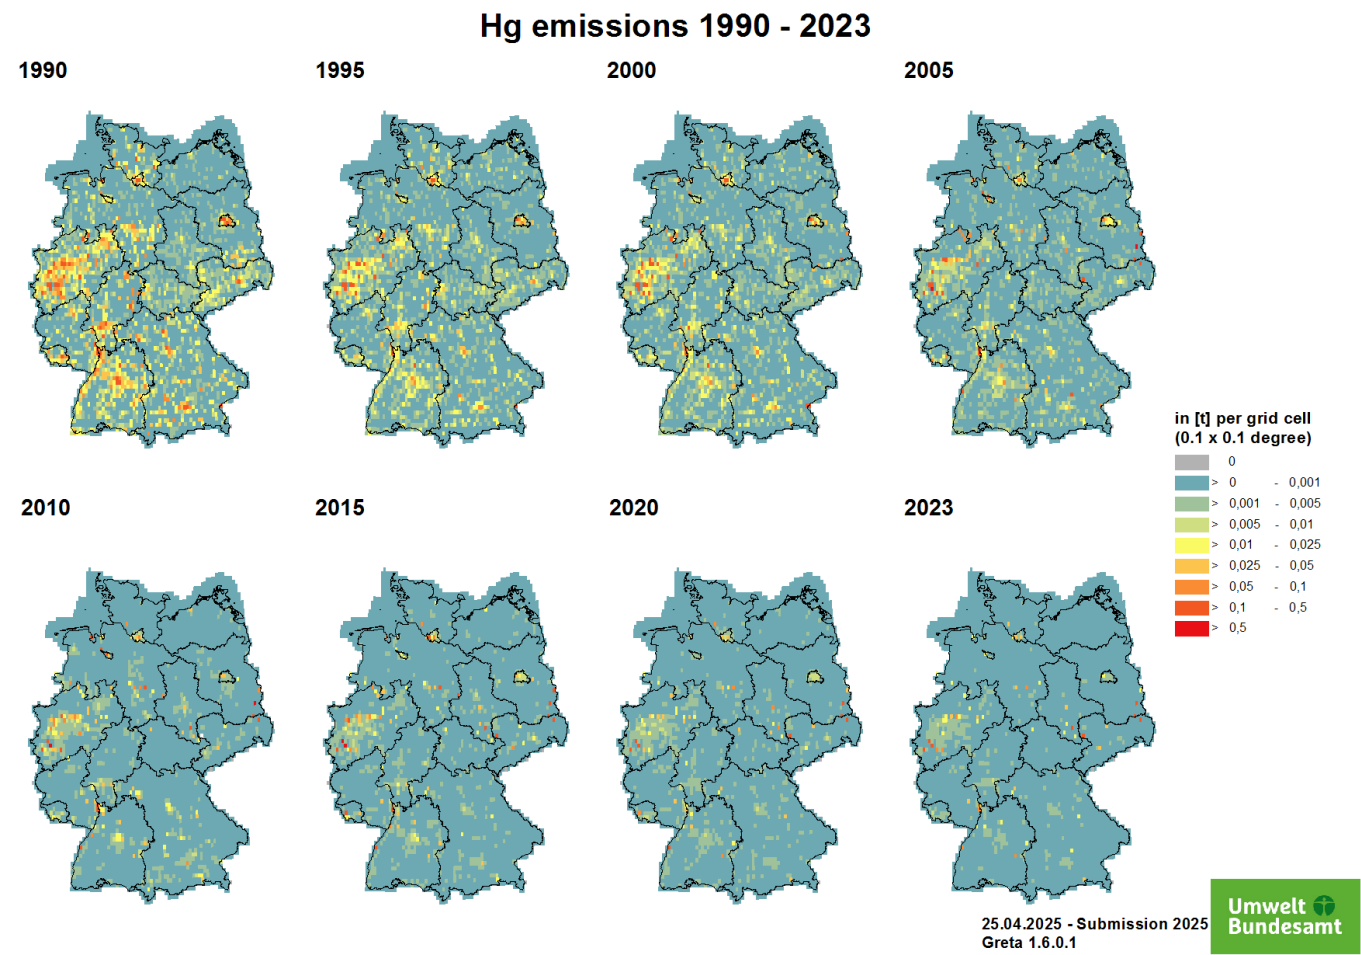 Hg emissions 1990 - 2023
1990
1995
2000
2005
in [t] per grid cell
(0.1 x 0.1 degree)
0
> 0 - 0,001
> 0,001 - 0,005
> 0,005 - 0,01
> 0,01 - 0,025
> 0,025 - 0,05
> 0,05 - 0,1
> 0,1 - 0,5
> 0,5
2010
2015
2020
2023
25.04.2025 - Submission 2025
Greta 1.6.0.1
Umwelt
Bundesamt